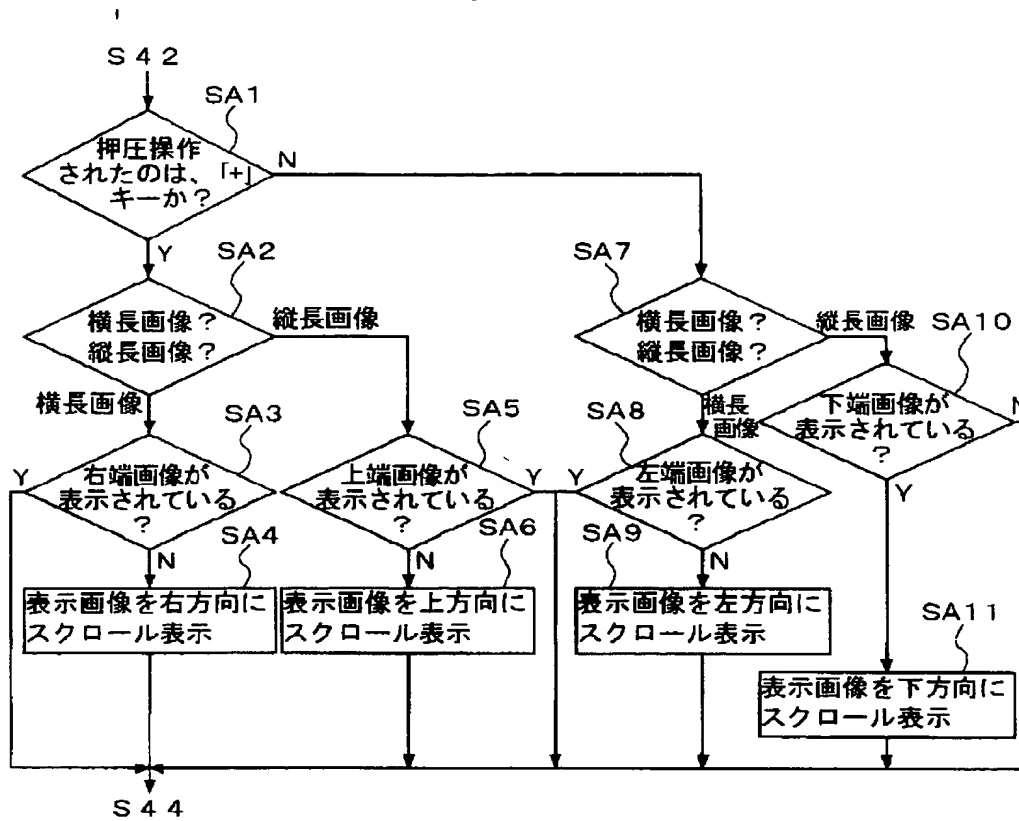 S42
SA1
押圧操作
されたのは、「+」
キーか？
N
Y
SA2
横長画像？
縦長画像？
縦長画像
横長画像
SA3
右端画像が
表示されている
？
Y
N
SA4
表示画像を右方向に
スクロール表示
SA5
上端画像が
表示されている
？
Y
N
SA6
表示画像を上方向に
スクロール表示
SA7
横長画像？
縦長画像？
縦長画像
横長
画像
SA8
左端画像が
表示されている
？
Y
N
SA9
表示画像を左方向に
スクロール表示
SA10
下端画像が
表示されている
？
N
Y
SA11
表示画像を下方向に
スクロール表示
S44